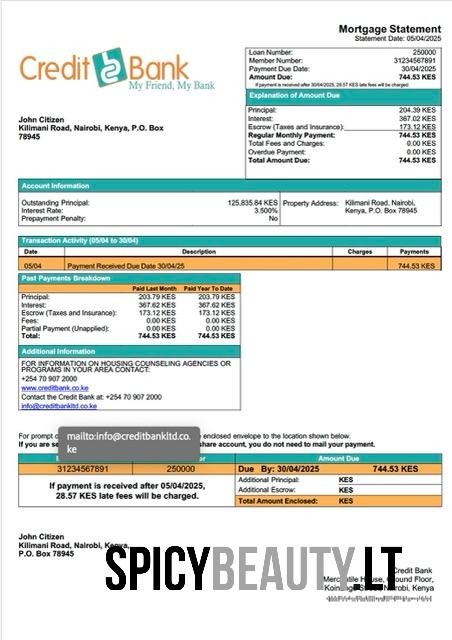 Mortgage Statement
Statement Date: 05/04/2025
Credit Bank
My Friend, My Bank
Loan Number: 250000
Member Number: 31234567891
Payment Due Date: 30/04/2025
Amount Due: 744.53 KES
If payment is received after 30/04/2025, 28.57 KES late fees will be charged
John Citizen
Kilimani Road, Nairobi, Kenya, P.O. Box
78945
Explanation of Amount Due
Principal: 204.39 KES
Interest: 367.02 KES
Escrow (Taxes and Insurance): 173.12 KES
Regular Monthly Payment: 744.53 KES
Total Fees and Charges: 0.00 KES
Overdue Payment: 0.00 KES
Total Amount Due: 744.53 KES
Account Information
Outstanding Principal: 125,835.84 KES Property Address: Kilimani Road, Nairobi,
Interest Rate: 3.500% Kenya, P.O. Box 78945
Prepayment Penalty: No
Transaction Activity (05/04 to 30/04)
Date Description Charges Payments
05/04 Payment Received Due Date 30/04/25 744.53 KES
Past Payments Breakdown
Paid Last Month Paid Year To Date
Principal: 203.79 KES 203.79 KES
Interest: 367.62 KES 367.62 KES
Escrow (Taxes and Insurance): 173.12 KES 173.12 KES
Fees: 0.00 KES 0.00 KES
Partial Payment (Unapplied): 0.00 KES 0.00 KES
Total: 744.53 KES 744.53 KES
Additional Information
FOR INFORMATION ON HOUSING COUNSELING AGENCIES OR
PROGRAMS IN YOUR AREA CONTACT:
+254 70 907 2000
www.creditbank.co.ke
Contact the Credit Bank at: +254 70 907 2000
info@creditbankltd.co.ke
For prompt enclosed envelope to the location shown below.
mailto:info@creditbankltd.co.
ke
If you are share account, you do not need to mail your payment.
Amount Due
31234567891 250000 Due By: 30/04/2025 744.53 KES
If payment is received after 05/04/2025,
28.57 KES late fees will be charged.
Additional Principal: KES
Additional Escrow: KES
Total Amount Enclosed: KES
John Citizen
Kilimani Road, Nairobi, Kenya,
P.O. Box 78945
SPICYBEAUTY.LT
Credit Bank
House, Ground Floor,
Nairobi, Kenya